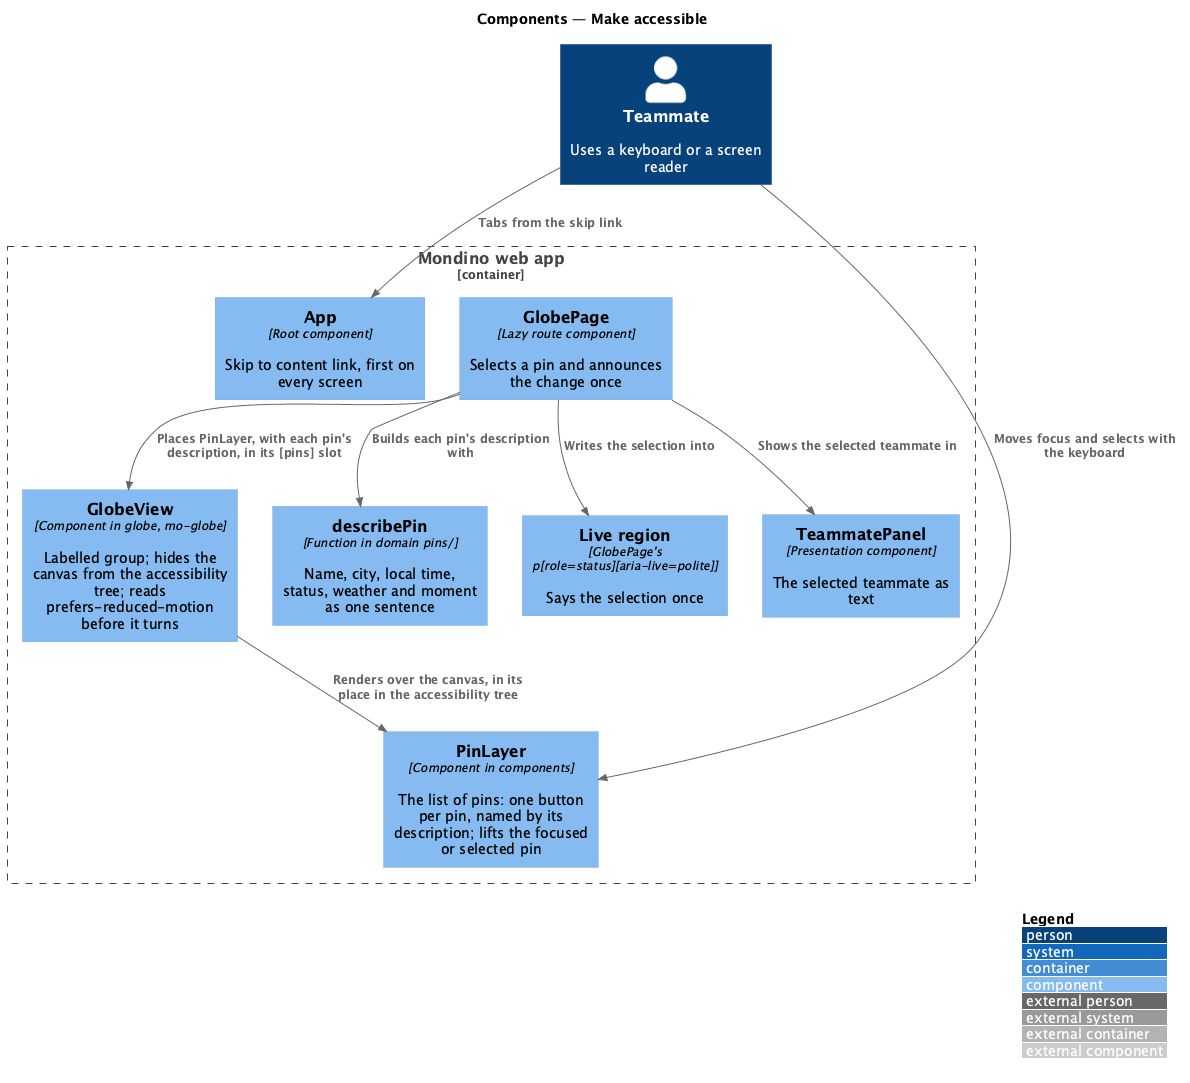 Components — Make accessible
Teammate
Uses a keyboard or a screen
reader
Tabs from the skip link
Mondino web app
[container]
App
[Root component]
Skip to content link, first on
every screen
GlobePage
[Lazy route component]
Selects a pin and announces
the change once
Places PinLayer, with each pin's
description, in its [pins] slot
Builds each pin's description
with
Writes the selection into
Shows the selected teammate in
Moves focus and selects with
the keyboard
GlobeView
[Component in globe, mo-globe]
Labelled group; hides the
canvas from the accessibility
tree; reads
prefers-reduced-motion
before it turns
describePin
[Function in domain pins/]
Name, city, local time,
status, weather and moment
as one sentence
Live region
[GlobePage's
p[role=status][aria-live=polite]]
Says the selection once
TeammatePanel
[Presentation component]
The selected teammate as
text
Renders over the canvas, in its
place in the accessibility tree
PinLayer
[Component in components]
The list of pins: one button
per pin, named by its
description; lifts the focused
or selected pin
Legend
person
system
container
component
external person
external system
external container
external component